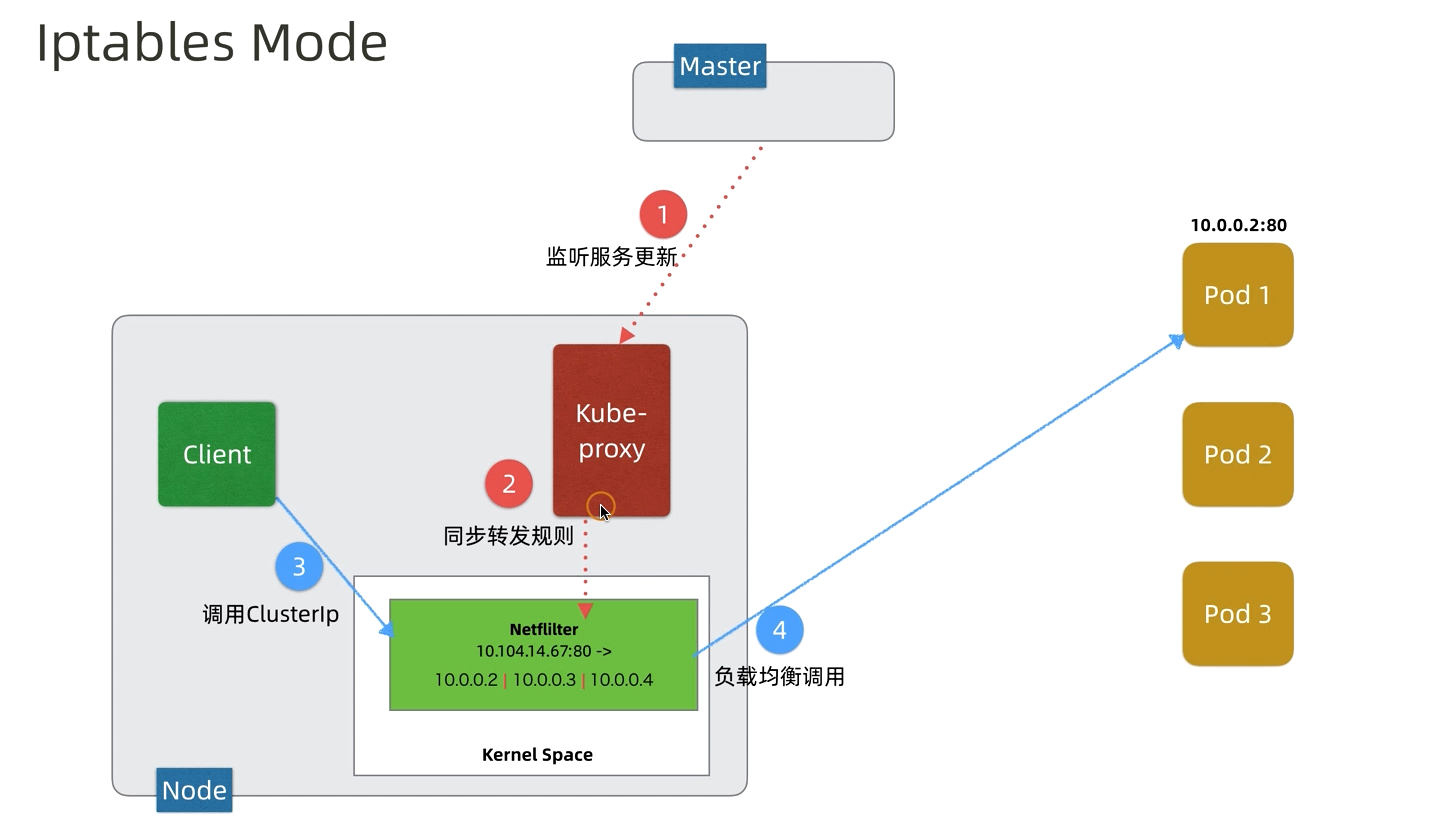 Iptables Mode
Master
1
监听服务更新
10.0.0.2:80
Pod 1
Kube-
proxy
Client
Pod 2
2
同步转发规则
3
调用ClusterIp
Netflilter
10.104.14.67:80 ->
10.0.0.2 | 10.0.0.3 | 10.0.0.4
4
负载均衡调用
Pod 3
Kernel Space
Node